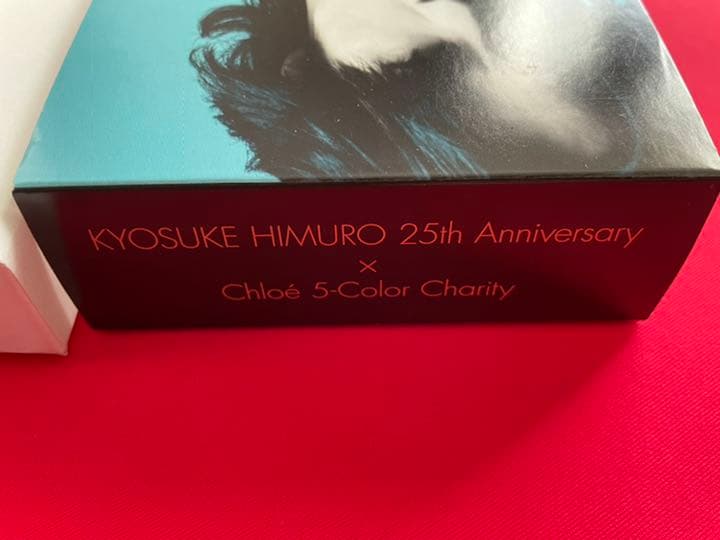 KYOSUKE HIMURO 25th Anniversary
×
Chloé 5-Color Charity